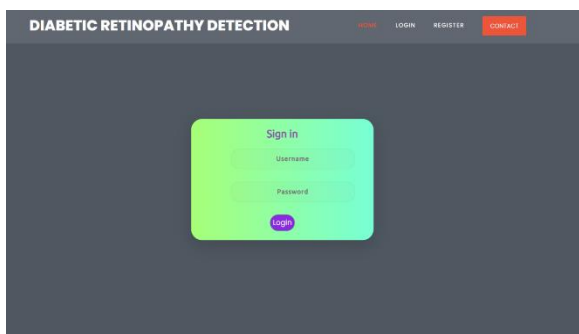 DIABETIC RETINOPATHY DETECTION
HOME LOGIN REGISTER CONTACT
Sign in
Username
Password
Login